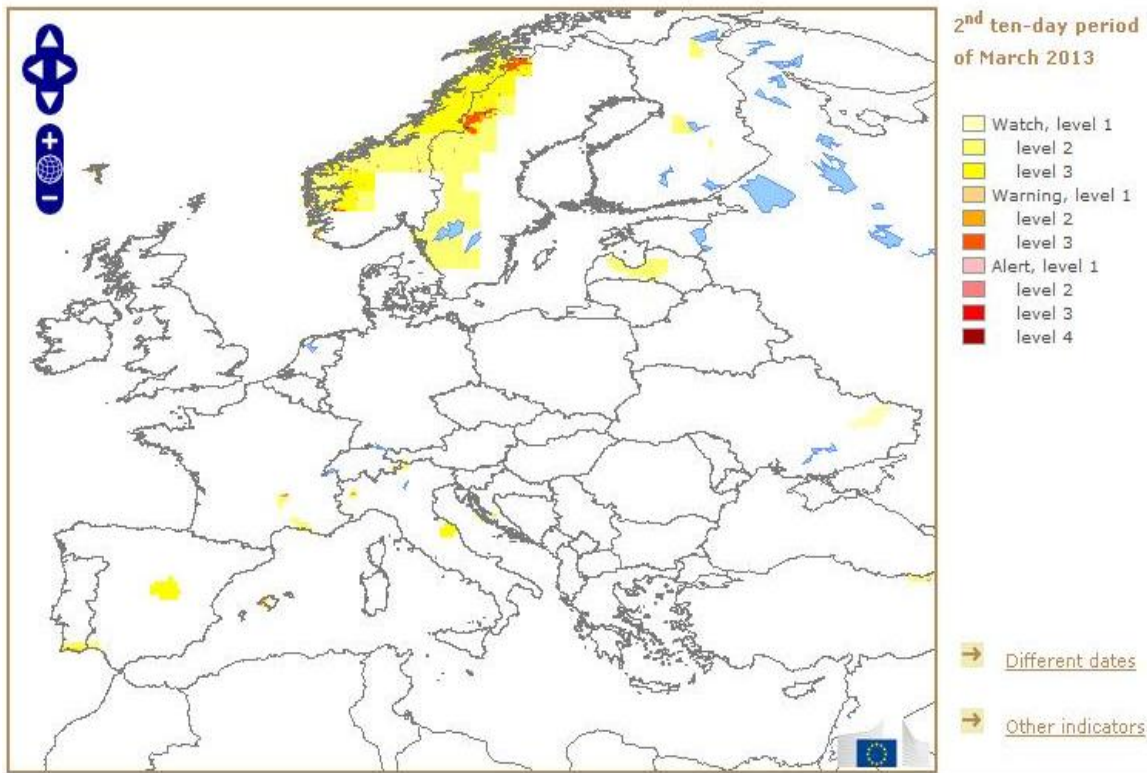 2nd ten-day period
of March 2013
Watch, level 1
level 2
level 3
Warning, level 1
level 2
level 3
Alert, level 1
level 2
level 3
level 4
Different dates
Other indicators